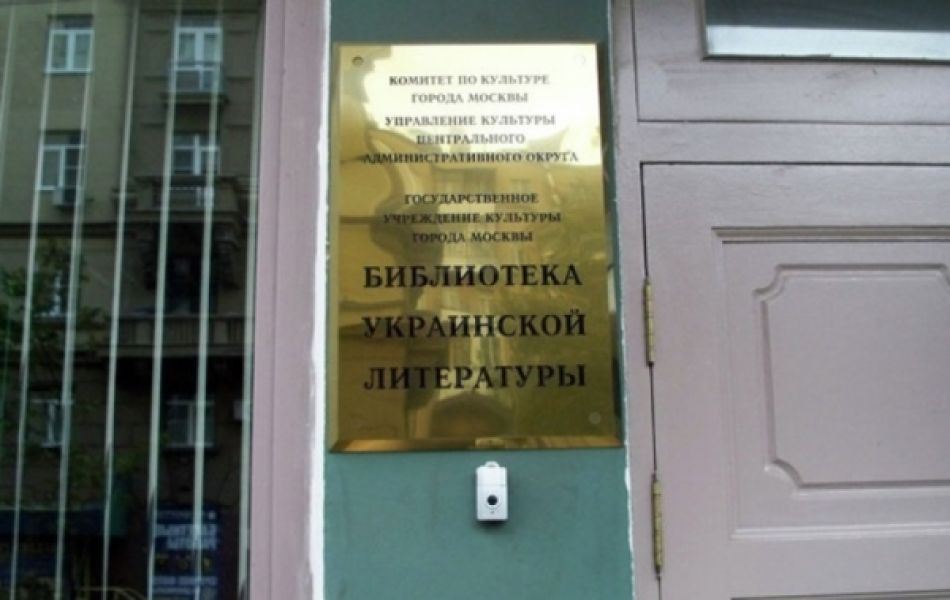 КОМИТЕТ ПО КУЛЬТУРЕ
ГОРОДА МОСКВЫ
УПРАВЛЕНИЕ КУЛЬТУРЫ
ЦЕНТРАЛЬНОГО
АДМИНИСТРАТИВНОГО ОКРУГА
ГОСУДАРСТВЕННОЕ
УЧРЕЖДЕНИЕ КУЛЬТУРЫ
ГОРОДА МОСКВЫ
БИБЛИОТЕКА
УКРАИНСКОЙ
ЛИТЕРАТУРЫ